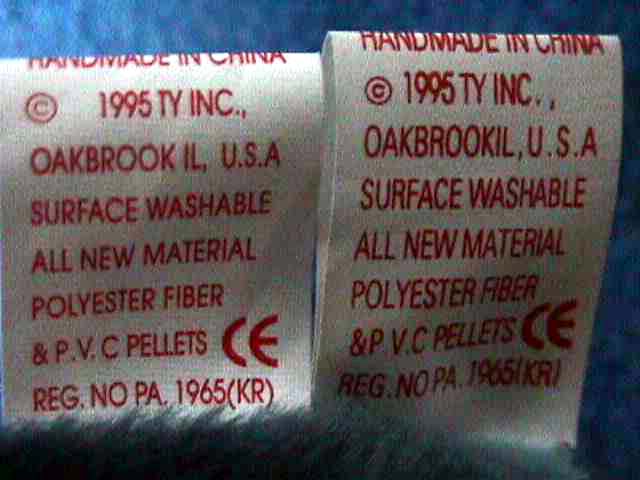 HANDMADE IN CHINA
© 1995 TY INC.,
OAKBROOK IL, U.S.A
SURFACE WASHABLE
ALL NEW MATERIAL
POLYESTER FIBER
& P.V.C PELLETS CE
REG. NO PA. 1965(KR)
HANDMADE IN CHINA
© 1995 TY INC. ,
OAKBROOKIL, U.S.A
SURFACE WASHABLE
ALL NEW MATERIAL
POLYESTER FIBER
&P.V.C PELLETS CE
REG.NO PA. 1965(KR)